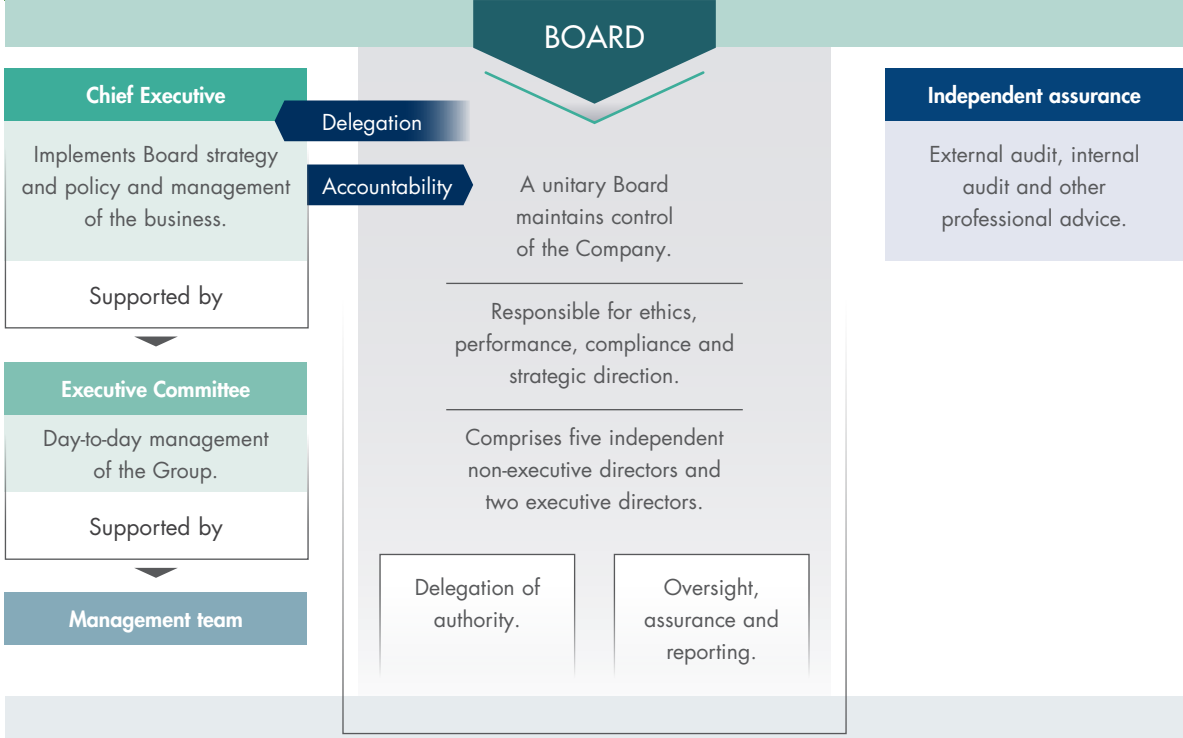 BOARD
Chief Executive
Implements Board strategy
and policy and management
of the business.
Supported by
Executive Committee
Day-to-day management
of the Group.
Supported by
Management team
Delegation
Accountability
A unitary Board
maintains control
of the Company.
Responsible for ethics,
performance, compliance and
strategic direction.
Comprises five independent
non-executive directors and
two executive directors.
Delegation of
authority.
Oversight,
assurance and
reporting.
Independent assurance
External audit, internal
audit and other
professional advice.